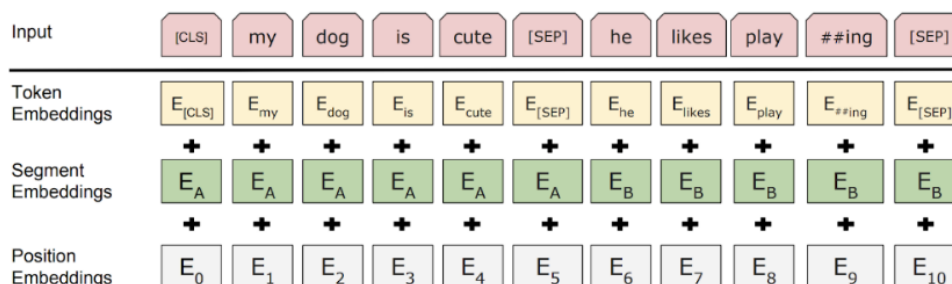 Input [CLS] my dog is cute [SEP] he likes play ##ing [SEP]
Token
Embeddings E[CLS] Emy Edog Eis Ecute E[SEP] Ehe Elikes Eplay E##ing E[SEP]
+ + + + + + + + + + +
Segment
Embeddings EA EA EA EA EA EA EB EB EB EB EB
+ + + + + + + + + + +
Position
Embeddings E0 E1 E2 E3 E4 E5 E6 E7 E8 E9 E10